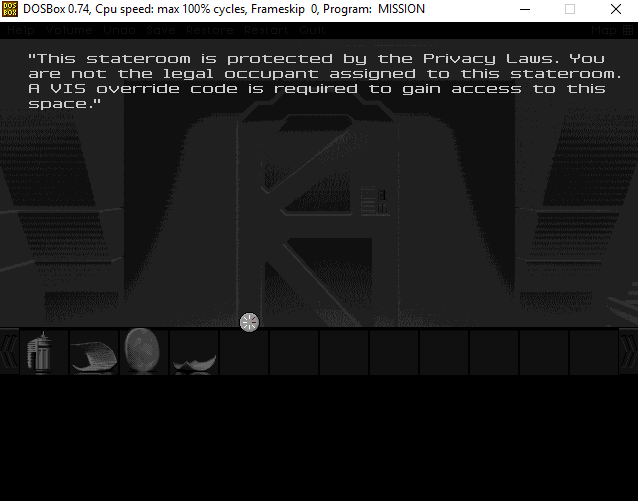 DOSBox 0.74, Cpu speed: max 100% cycles, Frameskip 0, Program: MISSION
Help Volume Undo Save Restore Restart Quit Map
"This stateroom is protected by the Privacy Laws. You
are not the legal occupant assigned to this stateroom.
A VIS override code is required to gain access to this
space."